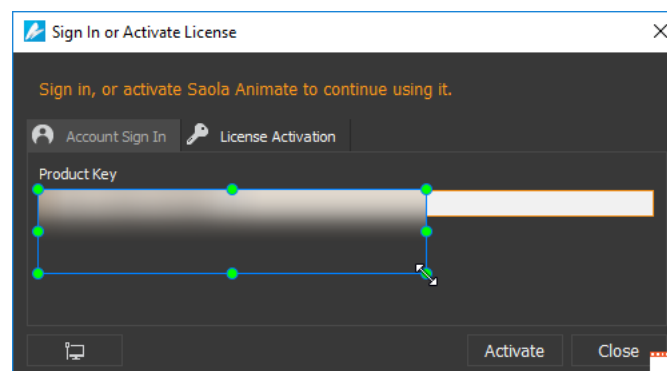 Sign In or Activate License
Sign in, or activate Saola Animate to continue using it.
Account Sign In License Activation
Product Key
Activate Close